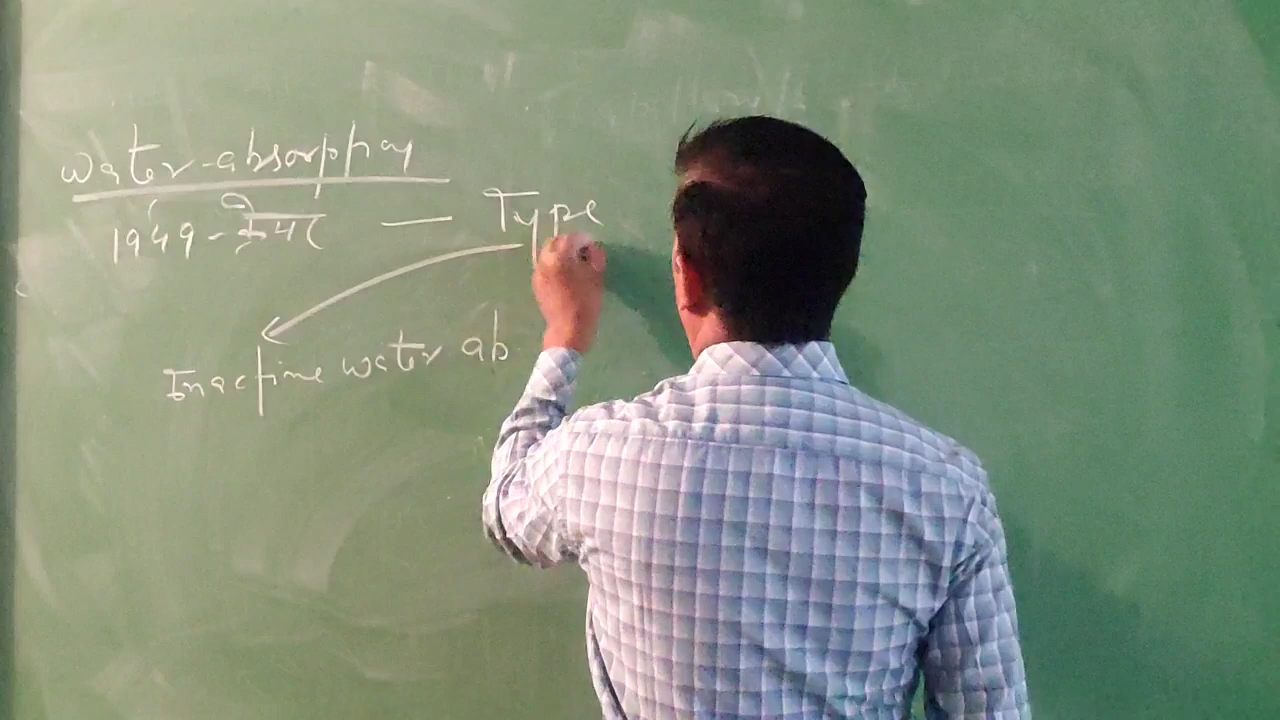 water-absorption
1949-क्रेमर — Type
Inactive water ab.